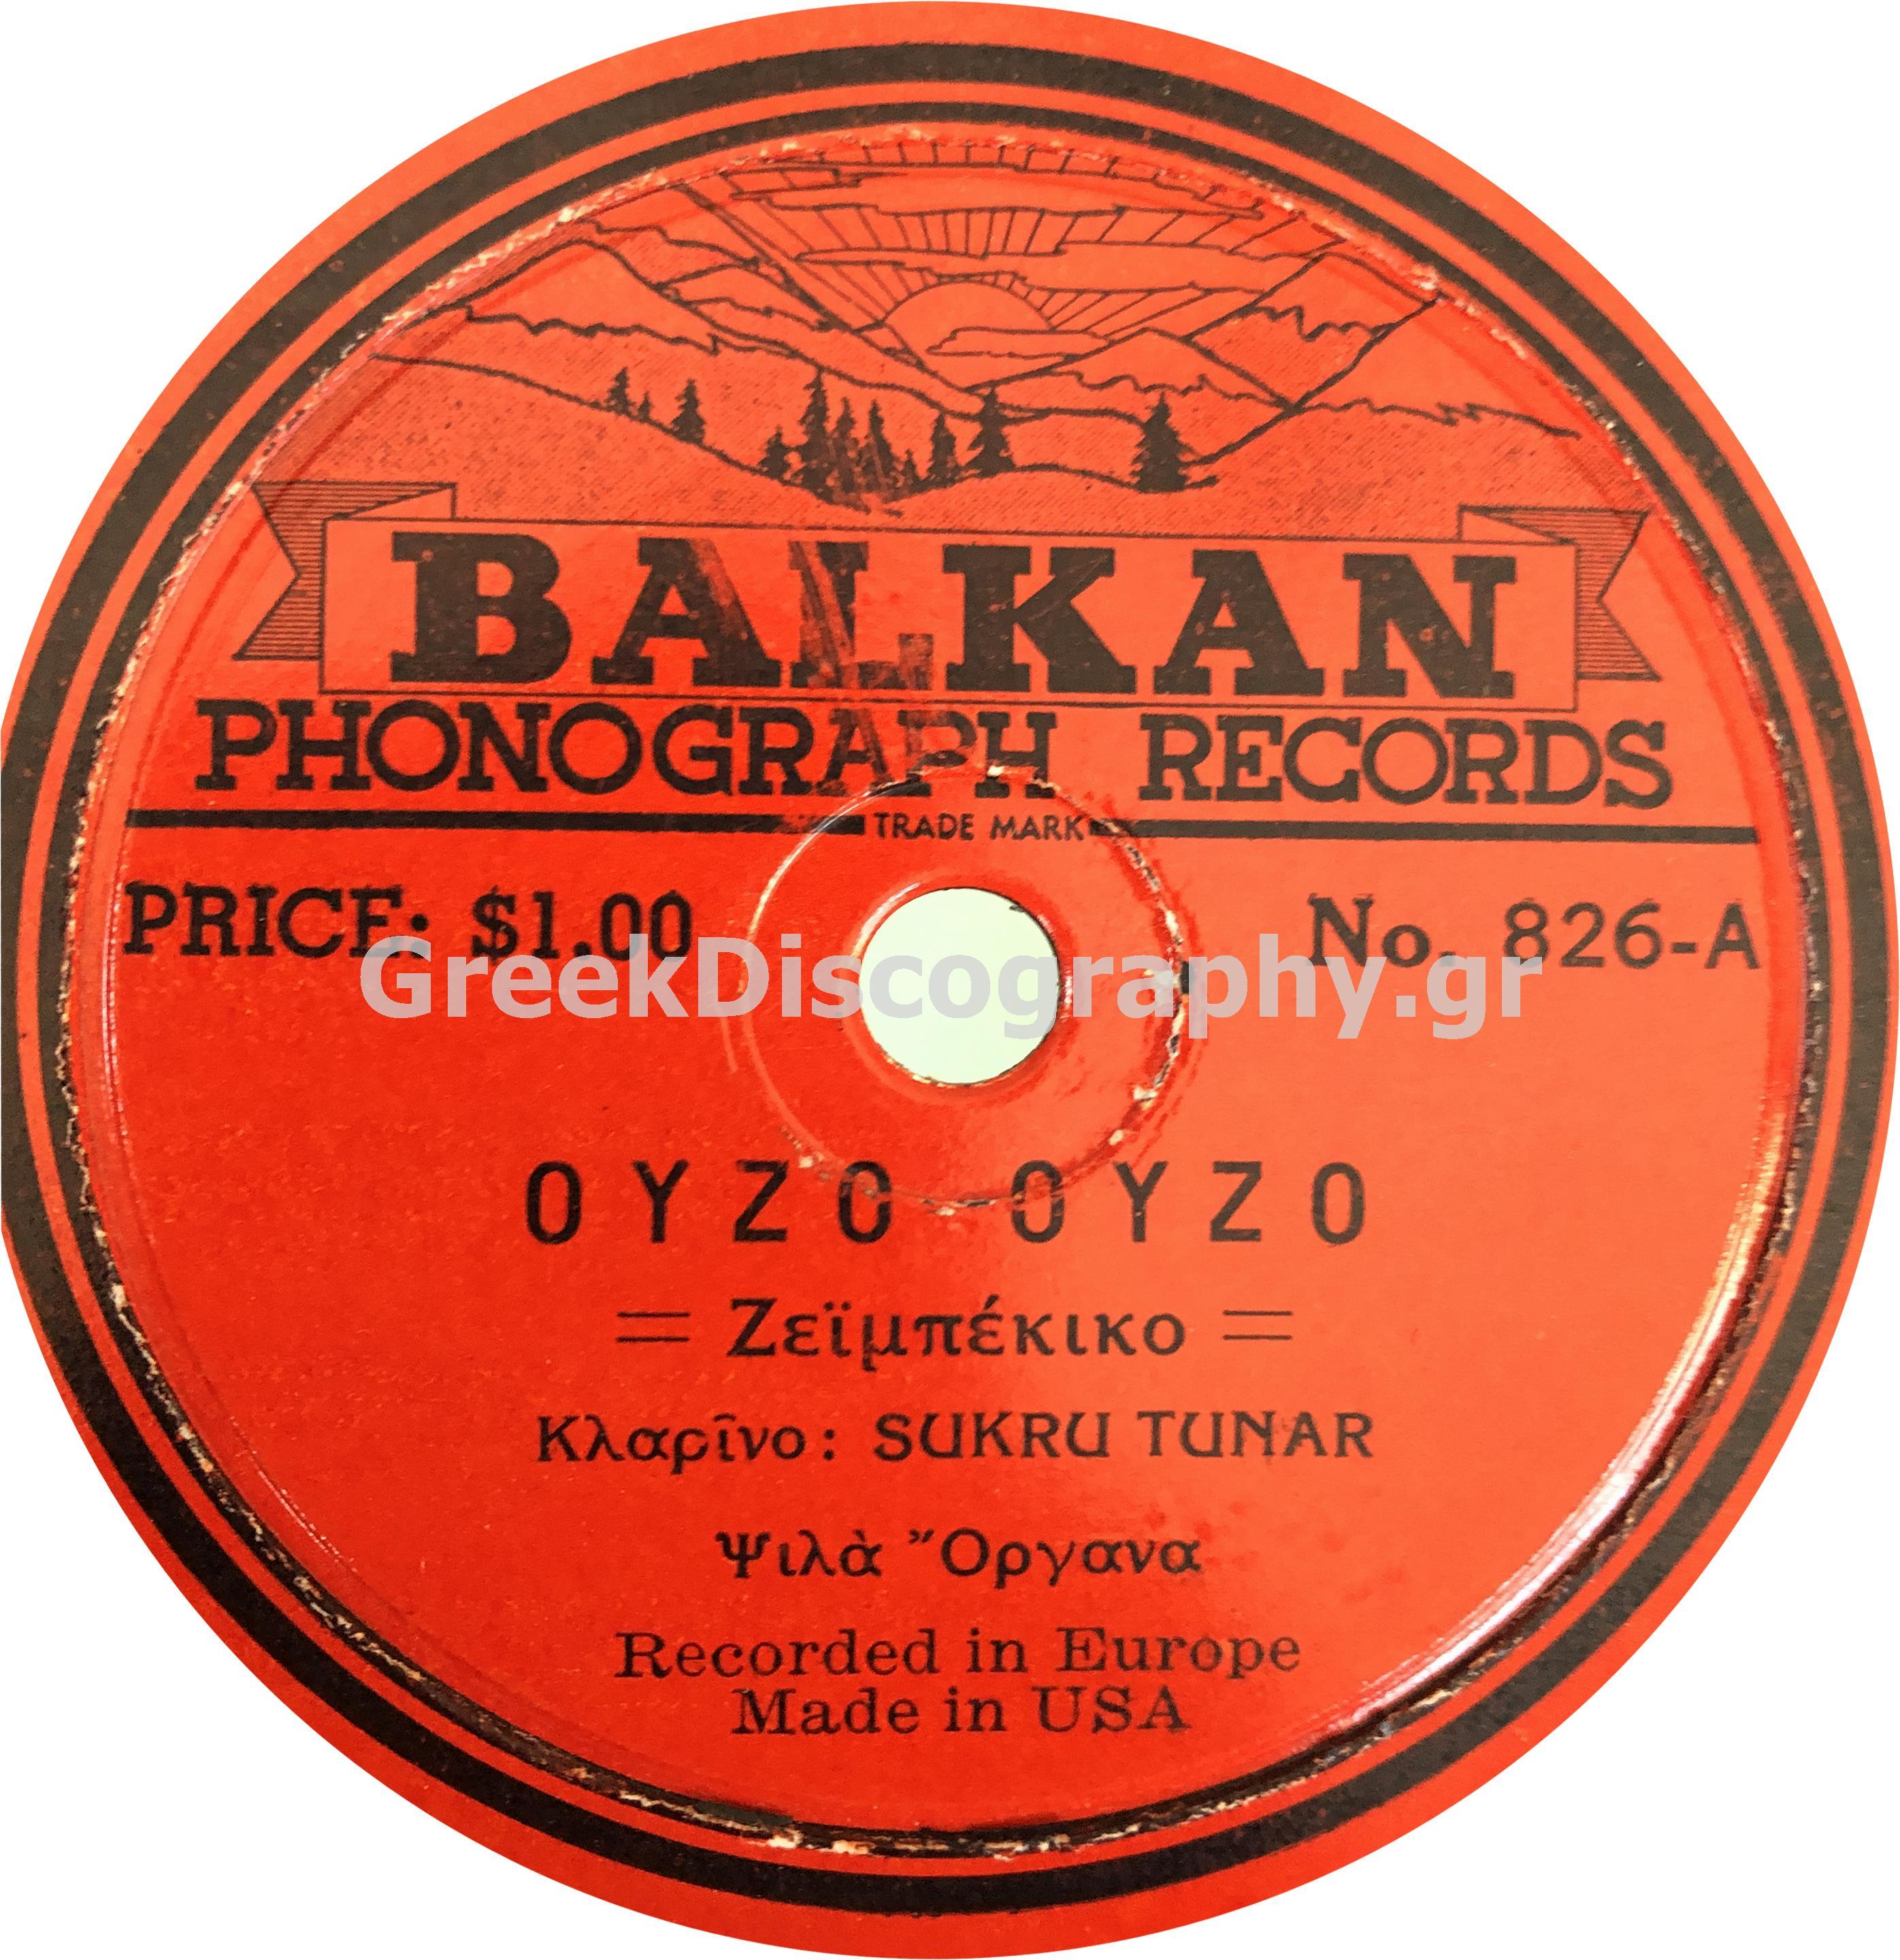 BALKAN
PHONOGRAPH RECORDS
TRADE MARK
PRICE: $1.00
No. 826-A
GreekDiscography.gr
ΟΥΖΟ ΟΥΖΟ
= Ζεϊμπέκικο =
Κλαρῖνο: SUKRU TUNAR
Ψιλὰ Ὄργανα
Recorded in Europe
Made in USA